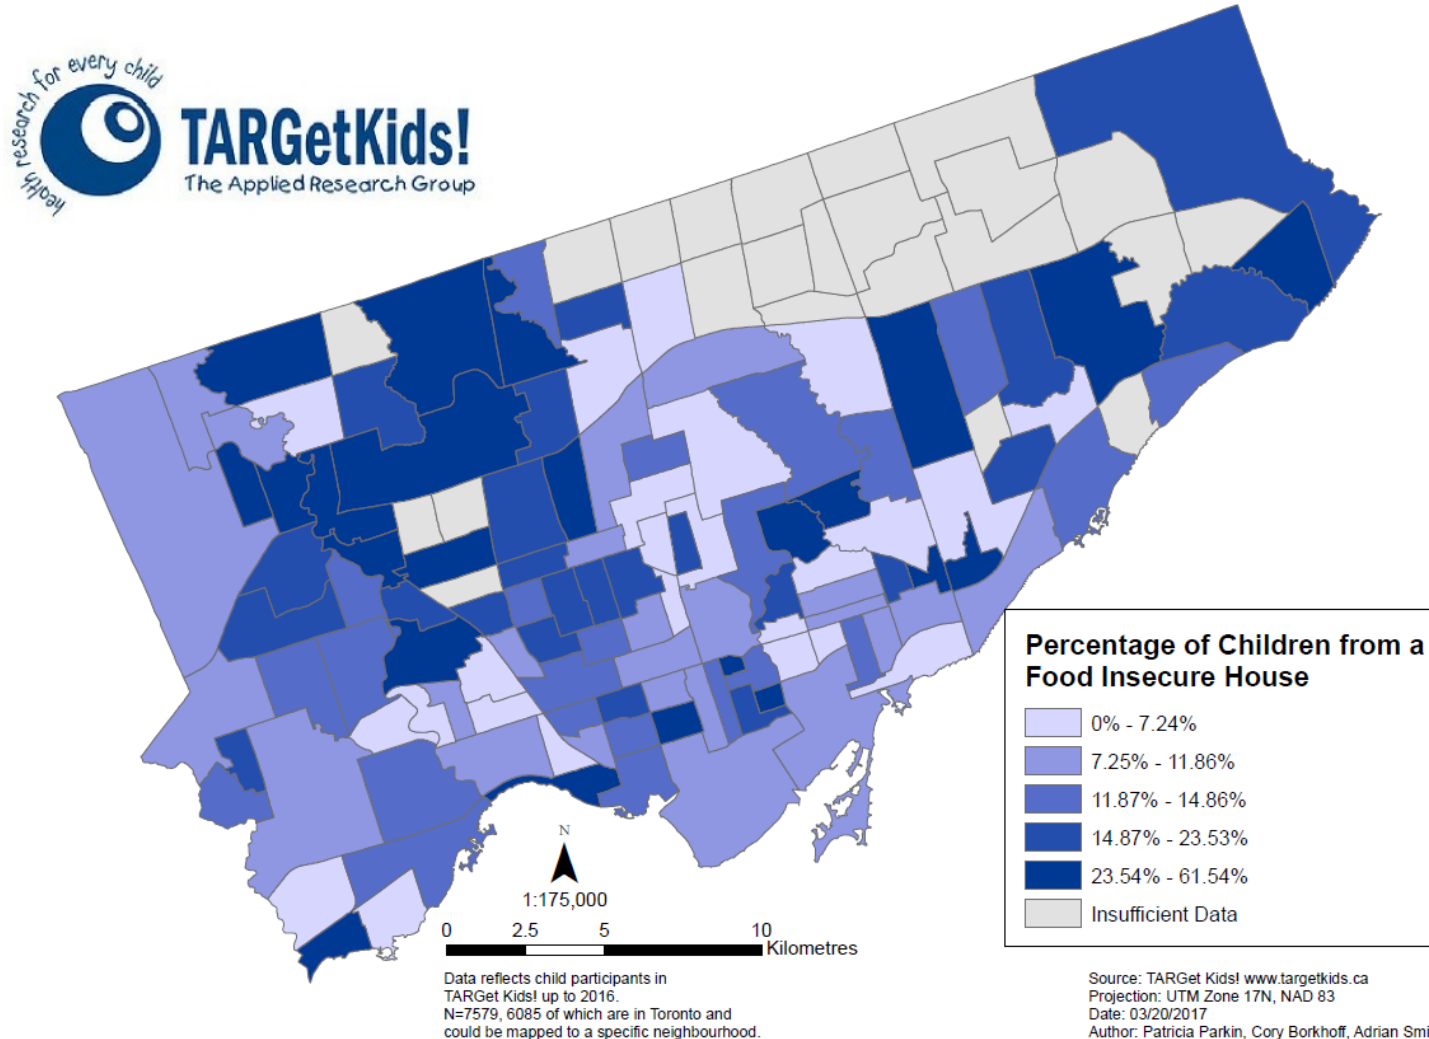 health research for every child
TARGetKids!
The Applied Research Group
Percentage of Children from a
Food Insecure House
0% - 7.24%
7.25% - 11.86%
11.87% - 14.86%
14.87% - 23.53%
23.54% - 61.54%
Insufficient Data
N
1:175,000
0 2.5 5 10
Kilometres
Data reflects child participants in
TARGet Kids! up to 2016.
N=7579, 6085 of which are in Toronto and
could be mapped to a specific neighbourhood.
Source: TARGet Kids! www.targetkids.ca
Projection: UTM Zone 17N, NAD 83
Date: 03/20/2017
Author: Patricia Parkin, Cory Borkhoff, Adrian Smi